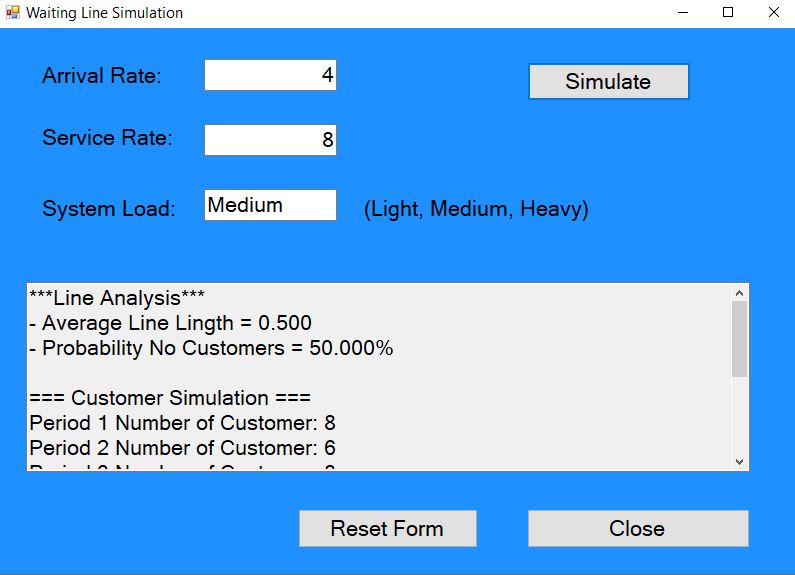 Waiting Line Simulation
Arrival Rate: 4
Simulate
Service Rate: 8
System Load: Medium (Light, Medium, Heavy)
***Line Analysis***
- Average Line Lingth = 0.500
- Probability No Customers = 50.000%
=== Customer Simulation ===
Period 1 Number of Customer: 8
Period 2 Number of Customer: 6
Reset Form
Close